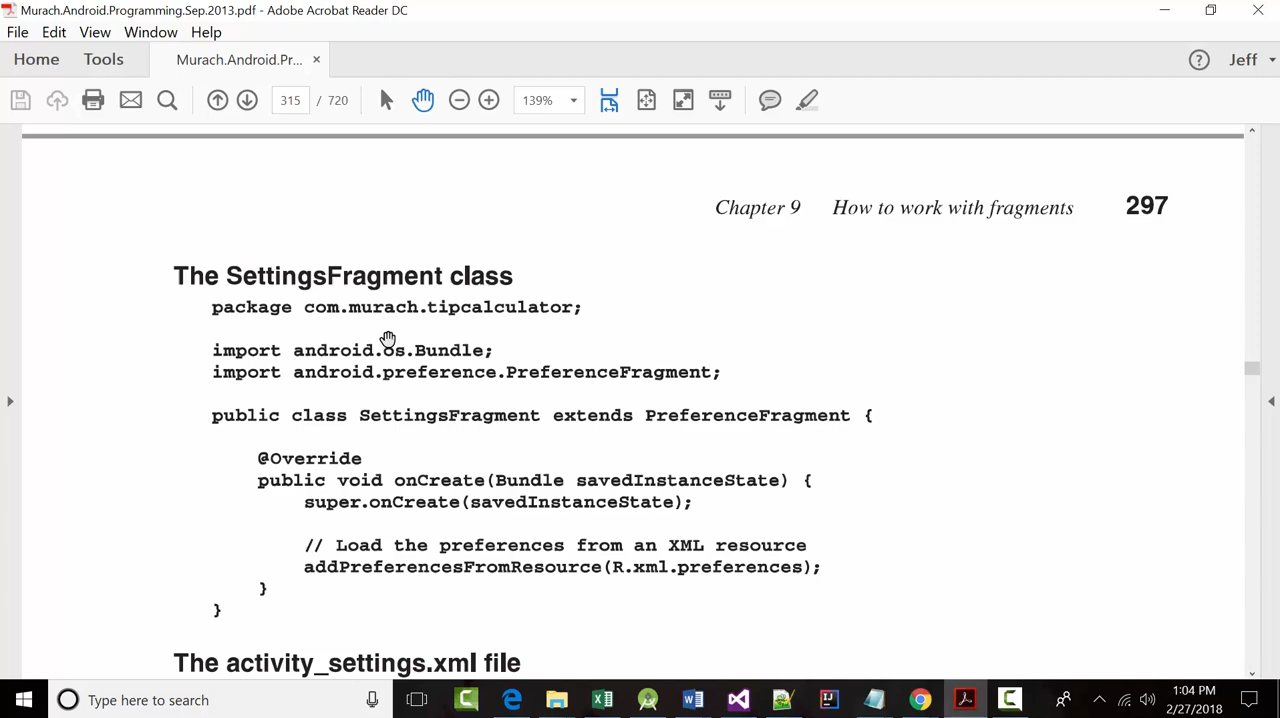 Murach.Android.Programming.Sep.2013.pdf - Adobe Acrobat Reader DC
File Edit View Window Help
Home Tools Murach.Android.Pr... × Jeff
315 / 720 139%
Chapter 9 How to work with fragments 297
The SettingsFragment class
package com.murach.tipcalculator;
import android.os.Bundle;
import android.preference.PreferenceFragment;
public class SettingsFragment extends PreferenceFragment {
@Override
public void onCreate(Bundle savedInstanceState) {
super.onCreate(savedInstanceState);
// Load the preferences from an XML resource
addPreferencesFromResource(R.xml.preferences);
}
}
The activity_settings.xml file
Type here to search
1:04 PM
2/27/2018